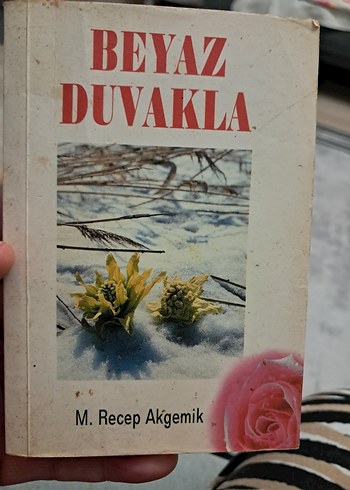 BEYAZ
DUVAKLA
M. Recep Akgemik